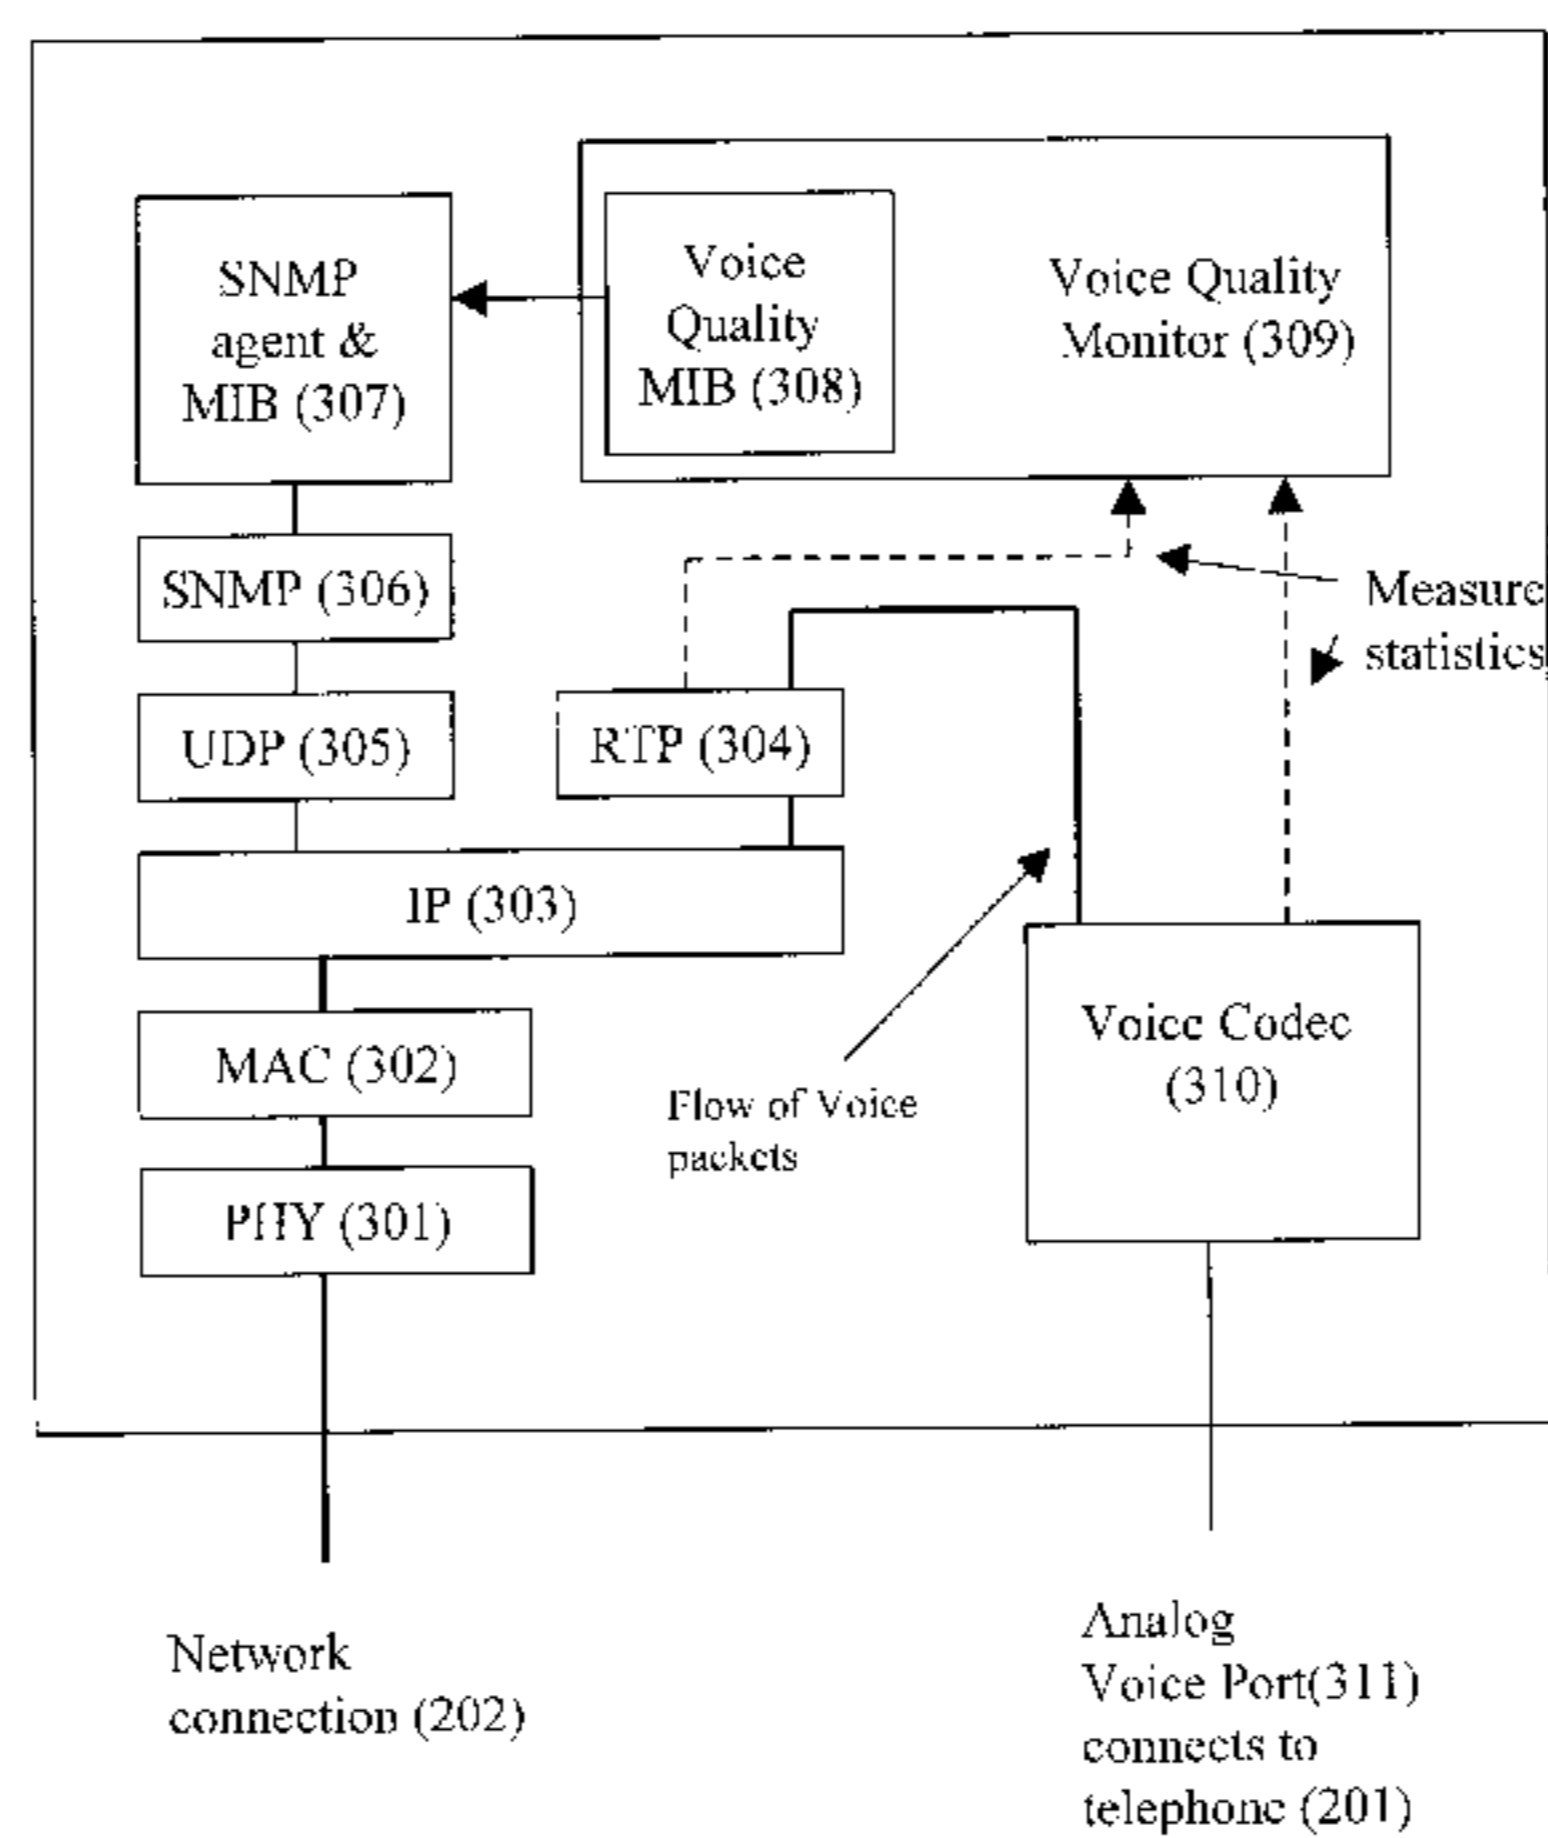 SNMP
agent &
MIB (307)
Voice
Quality
MIB (308)
Voice Quality
Monitor (309)
SNMP (306)
Measure
statistics
UDP (305)
RTP (304)
IP (303)
MAC (302)
Voice Codec
(310)
Flow of Voice
packets
PHY (301)
Network
connection (202)
Analog
Voice Port(311)
connects to
telephone (201)